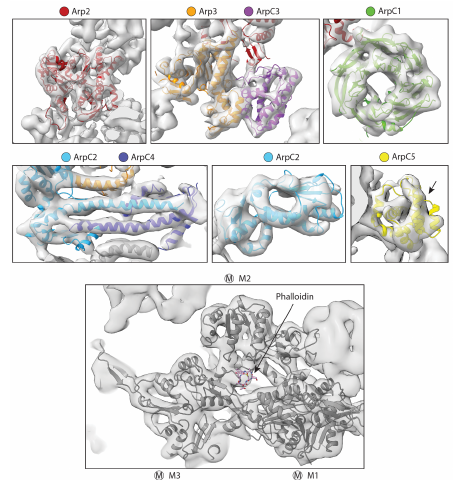 Arp2
Arp3
ArpC3
ArpC1
ArpC2
ArpC4
ArpC2
ArpC5
M M2
Phalloidin
M M3
M M1